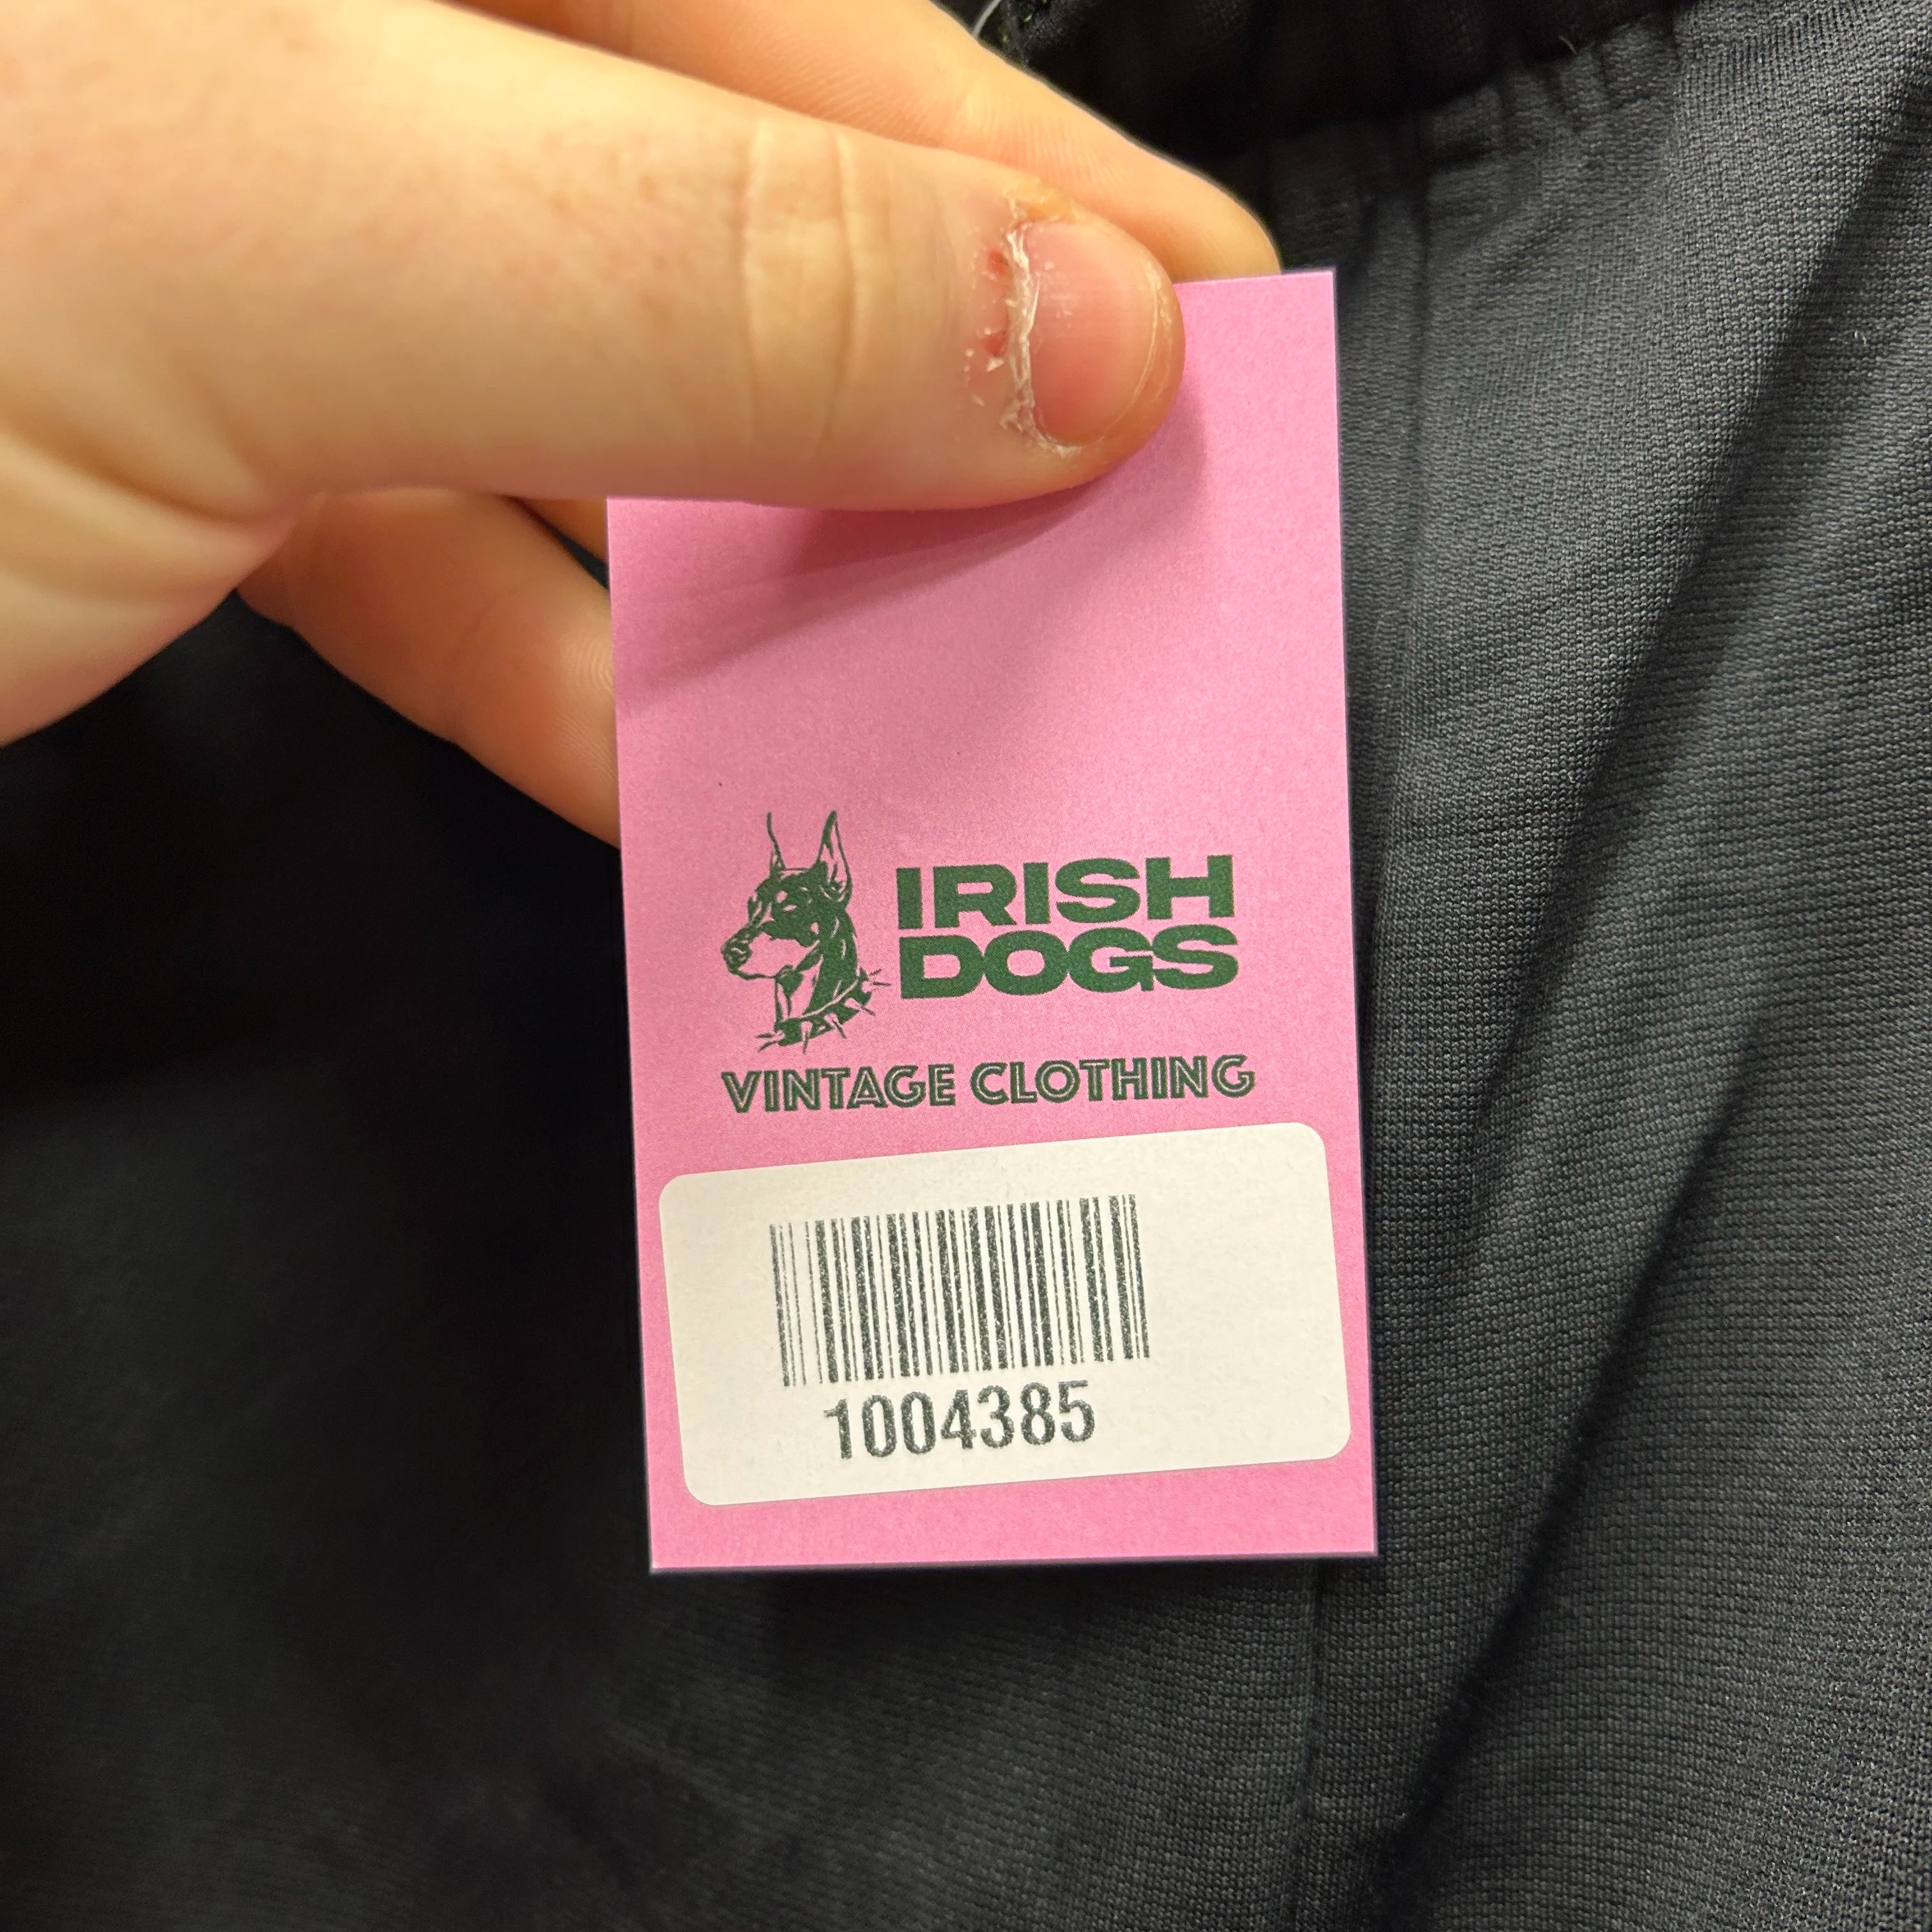 IRISH
DOGS
VINTAGE CLOTHING
1004385